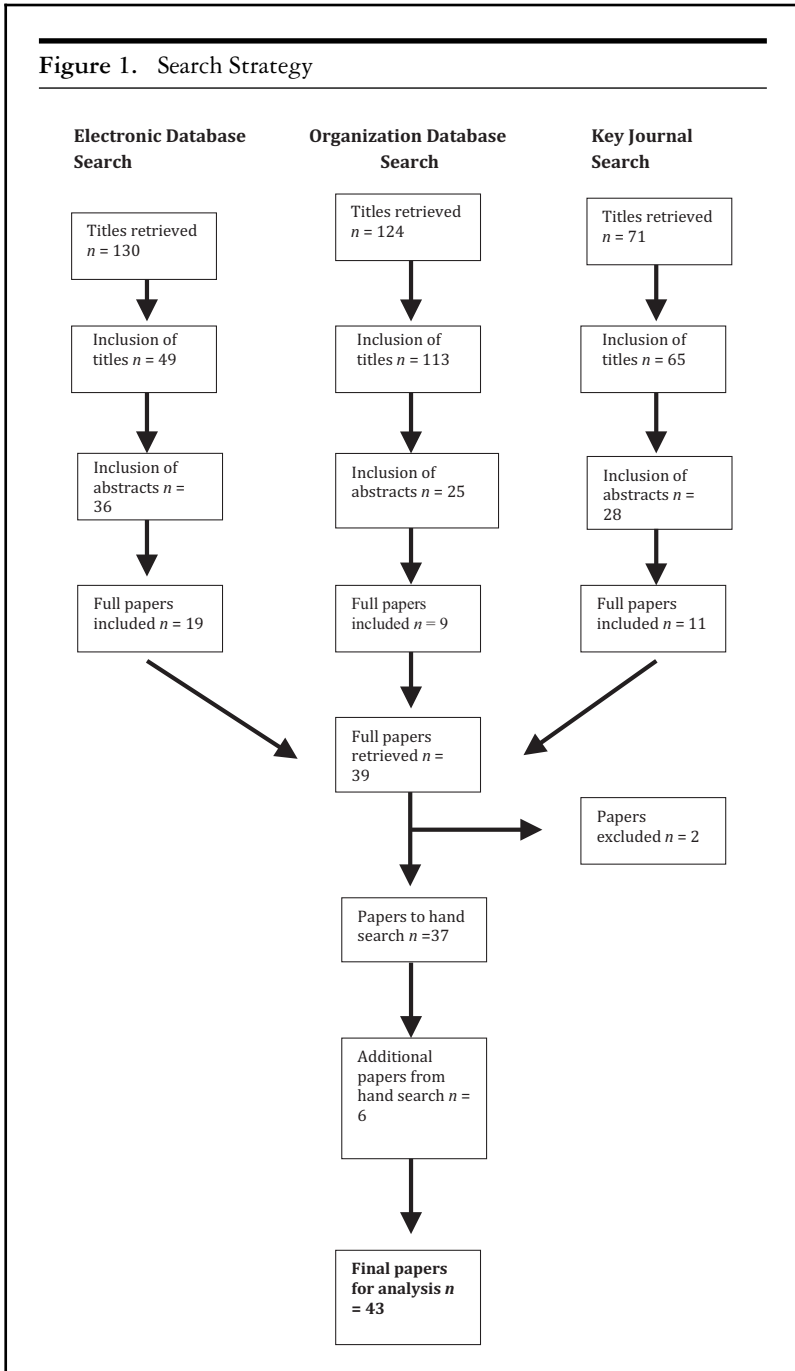 Figure 1. Search Strategy
Electronic Database
Search
Organization Database
Search
Key Journal
Search
Titles retrieved
n = 130
Titles retrieved
n = 124
Titles retrieved
n = 71
Inclusion of
titles n = 49
Inclusion of
titles n = 113
Inclusion of
titles n = 65
Inclusion of
abstracts n =
36
Inclusion of
abstracts n = 25
Inclusion of
abstracts n =
28
Full papers
included n = 19
Full papers
included n = 9
Full papers
included n = 11
Full papers
retrieved n =
39
Papers
excluded n = 2
Papers to hand
search n =37
Additional
papers from
hand search n =
6
Final papers
for analysis n
= 43